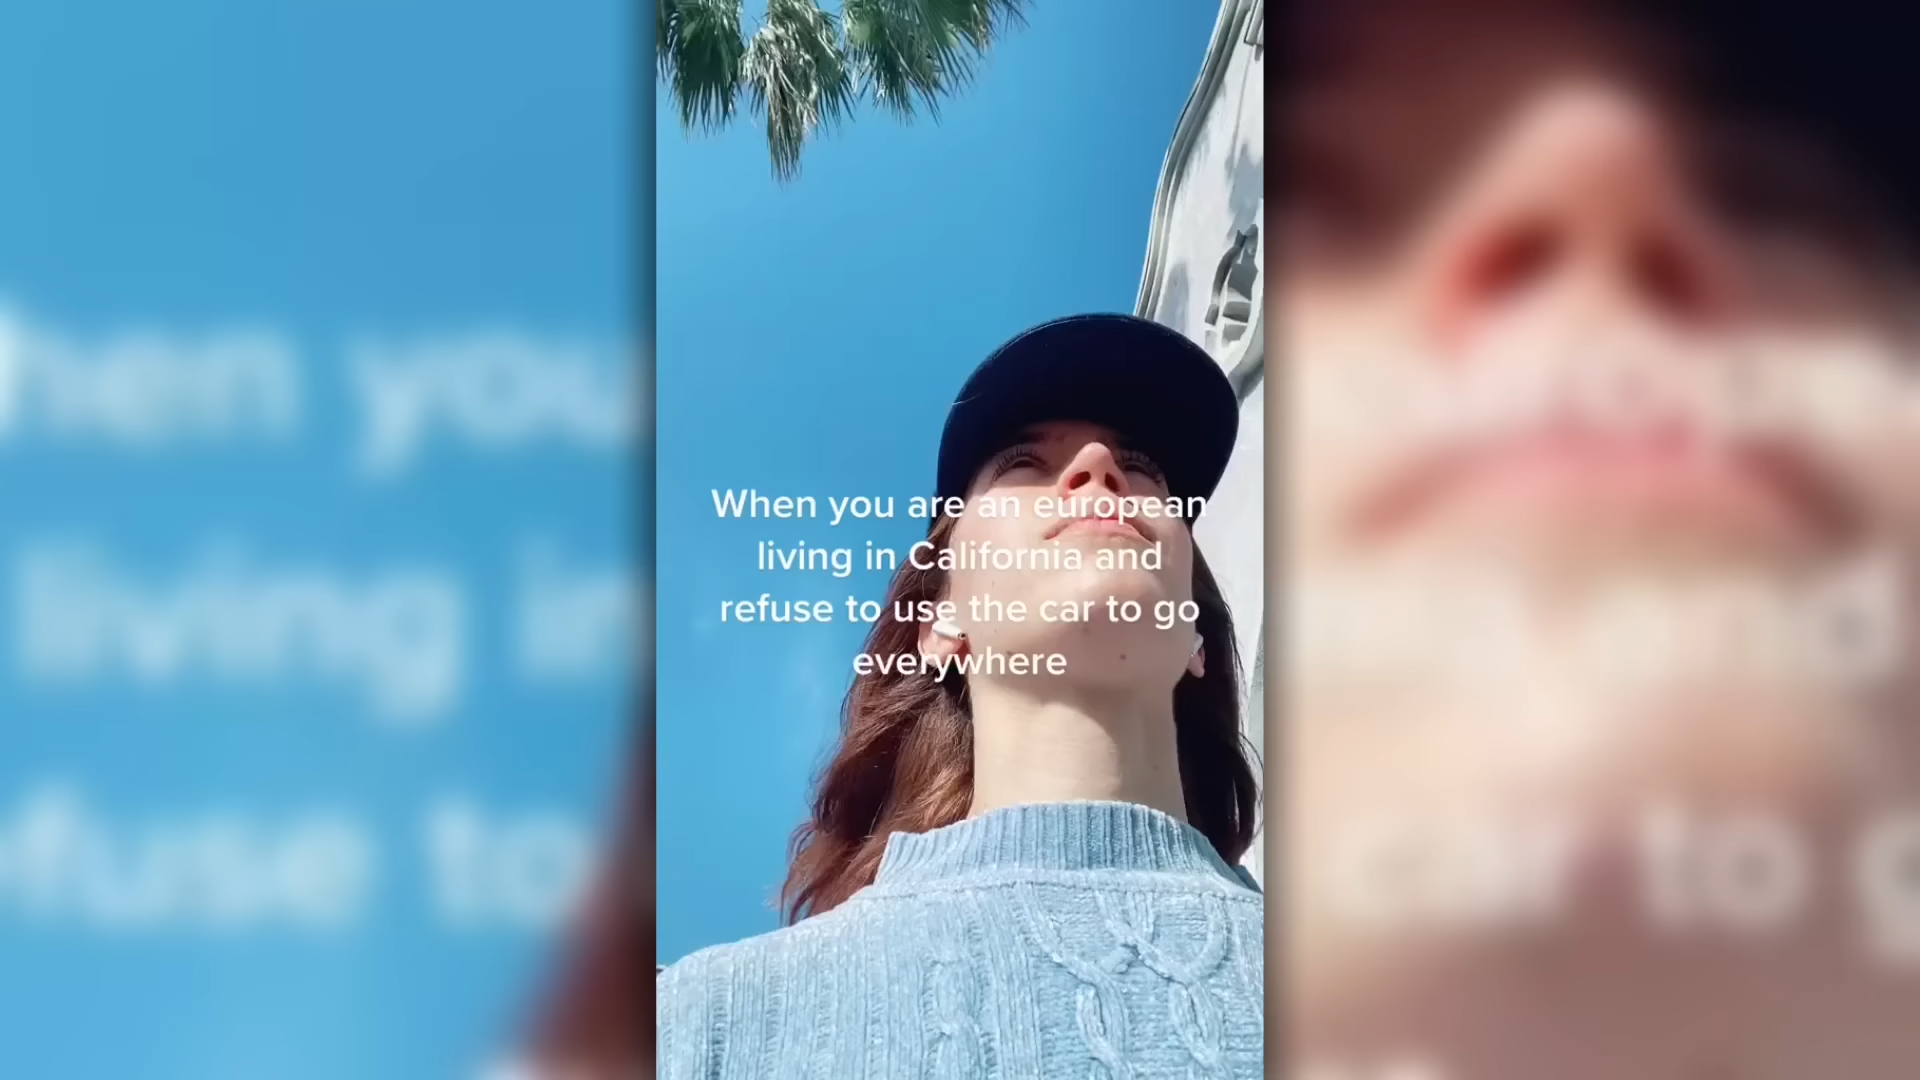 When you are an european
living in California and
refuse to use the car to go
everywhere